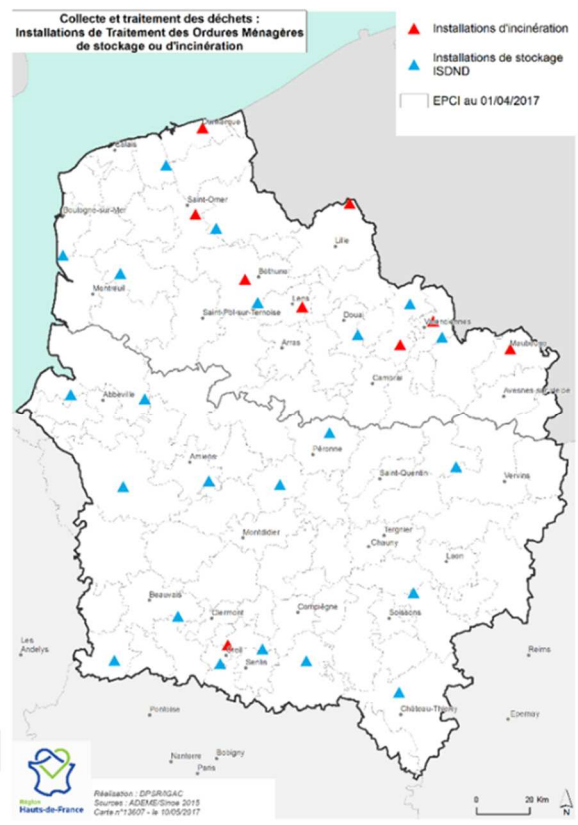 Collecte et traitement des déchets :
Installations de Traitement des Ordures Ménagères
de stockage ou d'incinération
Installations d'incinération
Installations de stockage
ISDND
EPCI au 01/04/2017
Dunkerque
Calais
Saint-Omer
Boulogne-sur-Mer
Lille
Béthune
Montreuil
Lens
Saint-Pol-sur-Ternoise
Douai
Valenciennes
Arras
Maubeuge
Cambrai
Avesnes-sur-Helpe
Abbeville
Péronne
Amiens
Saint-Quentin
Vervins
Montdidier
Tergnier
Chauny
Laon
Beauvais
Clermont
Compiègne
Soissons
Les
Andelys
Creil
Senlis
Reims
Château-Thierry
Pontoise
Epernay
Nanterre
Bobigny
Paris
Région
Hauts-de-France
Réalisation : DPSR/IGAC
Sources : ADEME/Sinoe 2015
Carte n°13607 - le 10/05/2017
0 20 Km
N